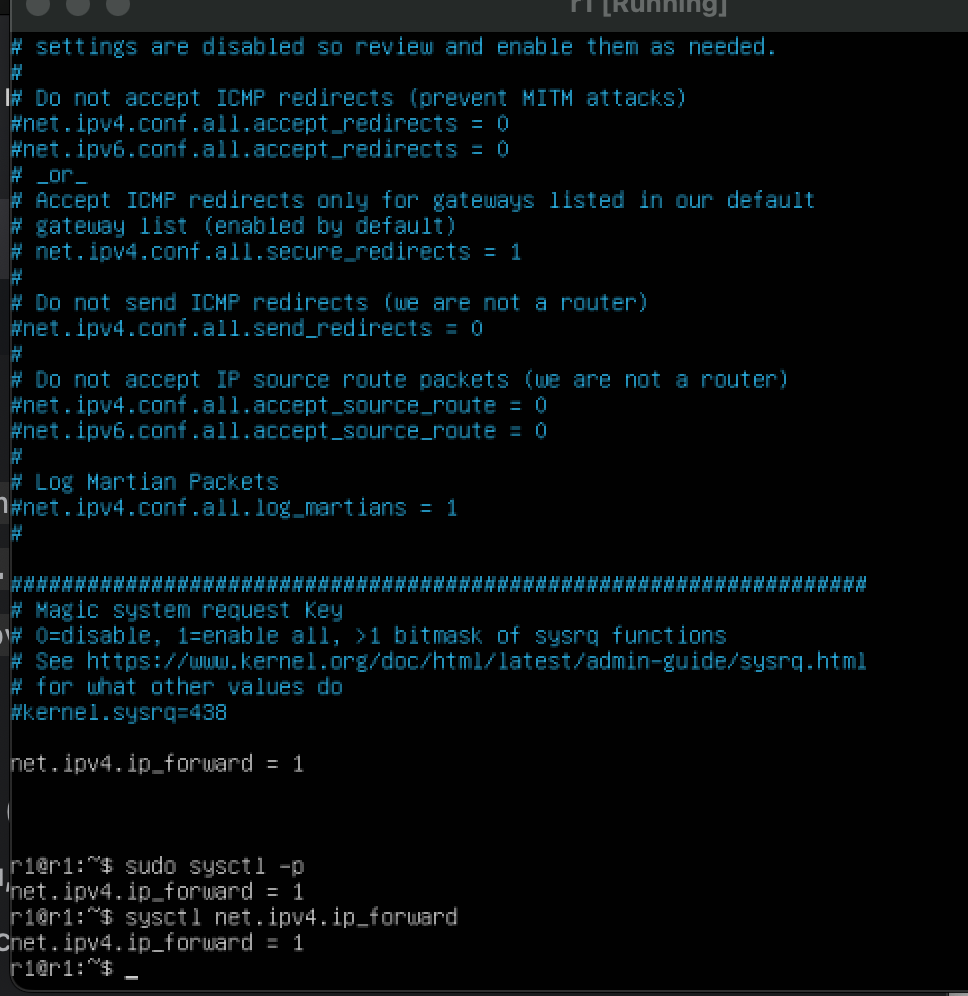 r1 [Running]
# settings are disabled so review and enable them as needed.
#
# Do not accept ICMP redirects (prevent MITM attacks)
#net.ipv4.conf.all.accept_redirects = 0
#net.ipv6.conf.all.accept_redirects = 0
# _or_
# Accept ICMP redirects only for gateways listed in our default
# gateway list (enabled by default)
# net.ipv4.conf.all.secure_redirects = 1
#
# Do not send ICMP redirects (we are not a router)
#net.ipv4.conf.all.send_redirects = 0
#
# Do not accept IP source route packets (we are not a router)
#net.ipv4.conf.all.accept_source_route = 0
#net.ipv6.conf.all.accept_source_route = 0
#
# Log Martian Packets
#net.ipv4.conf.all.log_martians = 1
#
###################################################################
# Magic system request Key
# 0=disable, 1=enable all, >1 bitmask of sysrq functions
# See https://www.kernel.org/doc/html/latest/admin-guide/sysrq.html
# for what other values do
#kernel.sysrq=438
net.ipv4.ip_forward = 1
r1@r1:~$ sudo sysctl -p
net.ipv4.ip_forward = 1
r1@r1:~$ sysctl net.ipv4.ip_forward
net.ipv4.ip_forward = 1
r1@r1:~$ _